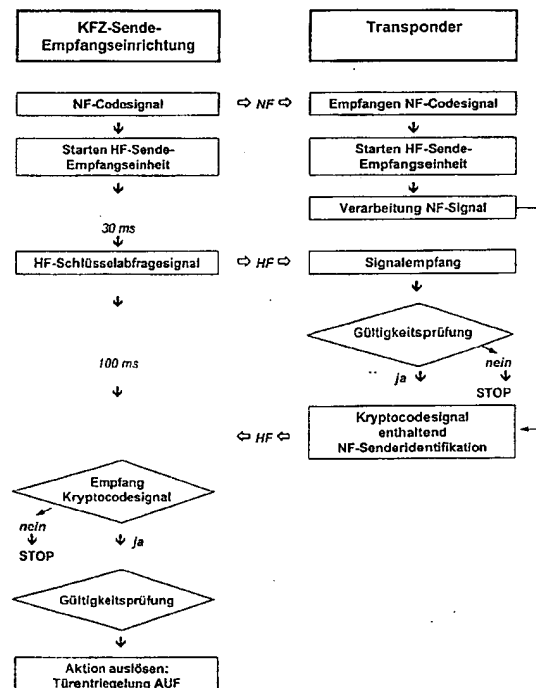 KFZ-Sende-
Empfangseinrichtung
Transponder
NF-Codesignal
NF
Empfangen NF-Codesignal
Starten HF-Sende-
Empfangseinheit
Starten HF-Sende-
Empfangseinheit
Verarbeitung NF-Signal
30 ms
HF-Schlüsselabfragesignal
HF
Signalempfang
Gültigkeitsprüfung
nein
ja
STOP
100 ms
Kryptocodesignal
enthaltend
NF-Senderidentifikation
HF
Empfang
Kryptocodesignal
nein
ja
STOP
Gültigkeitsprüfung
Aktion auslösen:
Türentriegelung AUF